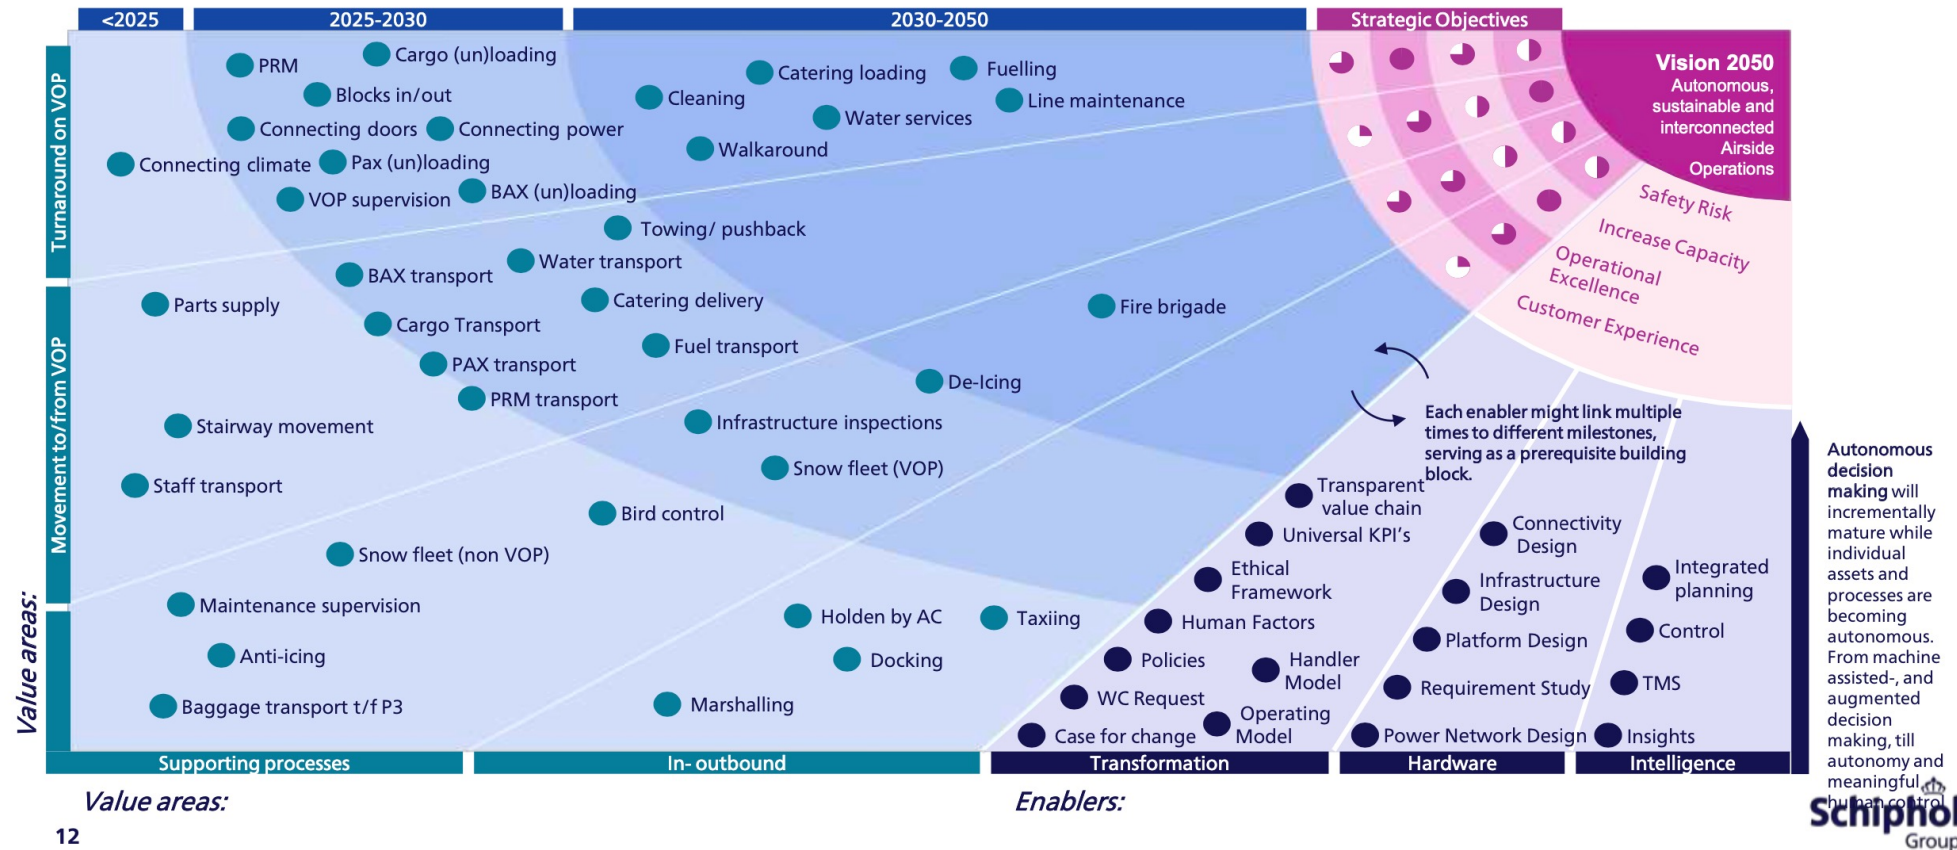 <2025
2025-2030
2030-2050
Strategic Objectives
Vision 2050
Autonomous,
sustainable and
interconnected
Airside
Operations
Turnaround on VOP
PRM
Cargo (un)loading
Blocks in/out
Connecting doors
Connecting power
Connecting climate
Pax (un)loading
VOP supervision
BAX (un)loading
Catering loading
Fuelling
Cleaning
Line maintenance
Water services
Walkaround
Safety Risk
Increase Capacity
Operational
Excellence
Customer Experience
Movement to/from VOP
Towing/ pushback
Water transport
BAX transport
Parts supply
Catering delivery
Fire brigade
Cargo Transport
Fuel transport
PAX transport
De-Icing
PRM transport
Stairway movement
Infrastructure inspections
Staff transport
Snow fleet (VOP)
Bird control
Snow fleet (non VOP)
Maintenance supervision
Anti-icing
Baggage transport t/f P3
Holden by AC
Taxiing
Docking
Marshalling
Each enabler might link multiple
times to different milestones,
serving as a prerequisite building
block.
Transparent
value chain
Universal KPI's
Ethical
Framework
Human Factors
Policies
Handler
Model
WC Request
Operating
Model
Case for change
Connectivity
Design
Infrastructure
Design
Platform Design
Requirement Study
Power Network Design
Integrated
planning
Control
TMS
Insights
Autonomous
decision
making will
incrementally
mature while
individual
assets and
processes are
becoming
autonomous.
From machine
assisted-, and
augmented
decision
making, till
autonomy and
meaningful
human control
Value areas:
Supporting processes
In- outbound
Transformation
Hardware
Intelligence
Value areas:
Enablers:
12
Schiphol
Group